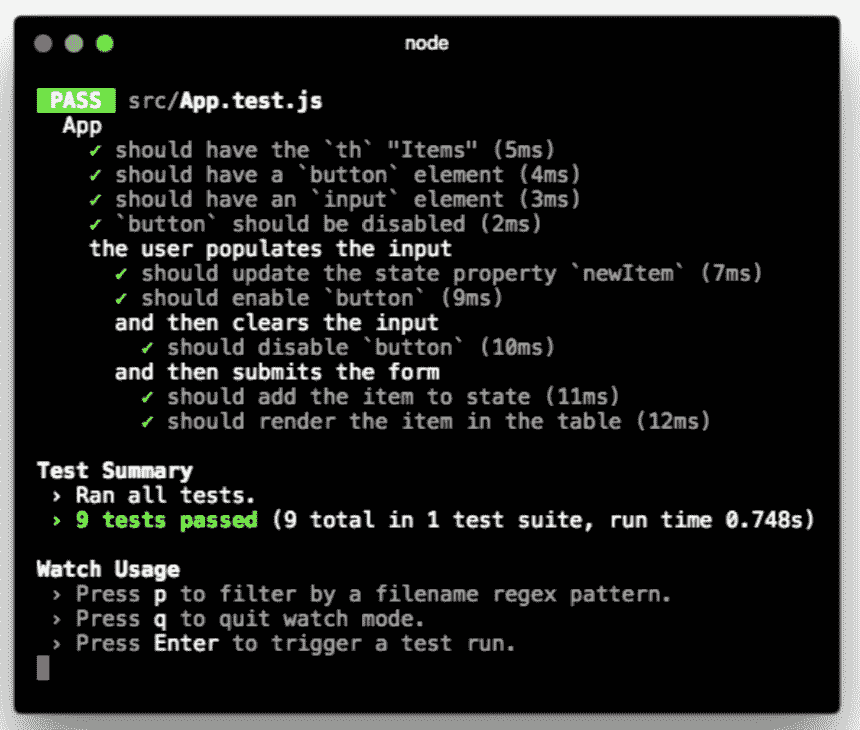 node
PASS src/App.test.js
App
✓ should have the `th` "Items" (5ms)
✓ should have a `button` element (4ms)
✓ should have an `input` element (3ms)
✓ `button` should be disabled (2ms)
the user populates the input
✓ should update the state property `newItem` (7ms)
✓ should enable `button` (9ms)
and then clears the input
✓ should disable `button` (10ms)
and then submits the form
✓ should add the item to state (11ms)
✓ should render the item in the table (12ms)
Test Summary
› Ran all tests.
› 9 tests passed (9 total in 1 test suite, run time 0.748s)
Watch Usage
› Press p to filter by a filename regex pattern.
› Press q to quit watch mode.
› Press Enter to trigger a test run.